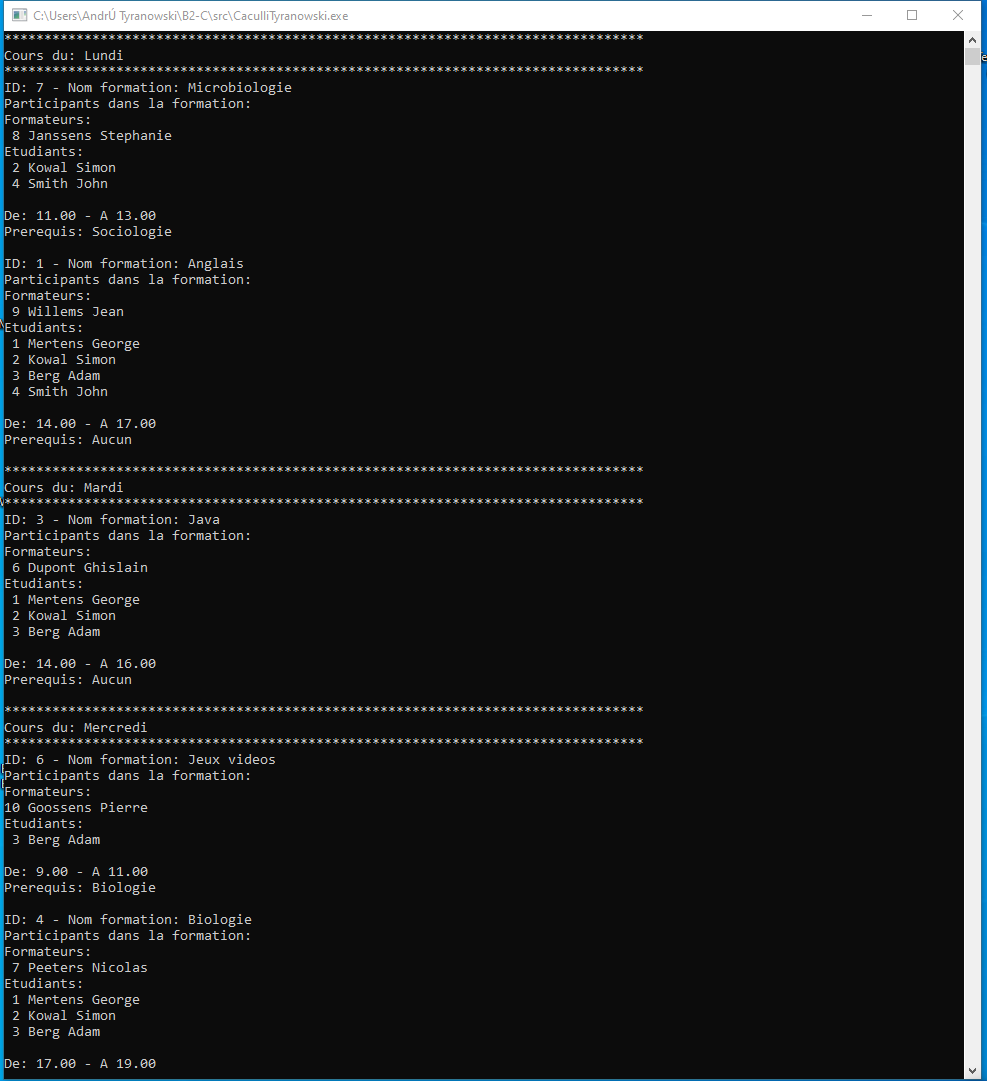 C:\Users\AndrÚ Tyranowski\B2-C\src\CaculliTyranowski.exe
********************************************************************************
Cours du: Lundi
********************************************************************************
ID: 7 - Nom formation: Microbiologie
Participants dans la formation:
Formateurs:
8 Janssens Stephanie
Etudiants:
2 Kowal Simon
4 Smith John
De: 11.00 - A 13.00
Prerequis: Sociologie
ID: 1 - Nom formation: Anglais
Participants dans la formation:
Formateurs:
9 Willems Jean
Etudiants:
1 Mertens George
2 Kowal Simon
3 Berg Adam
4 Smith John
De: 14.00 - A 17.00
Prerequis: Aucun
********************************************************************************
Cours du: Mardi
********************************************************************************
ID: 3 - Nom formation: Java
Participants dans la formation:
Formateurs:
6 Dupont Ghislain
Etudiants:
1 Mertens George
2 Kowal Simon
3 Berg Adam
De: 14.00 - A 16.00
Prerequis: Aucun
********************************************************************************
Cours du: Mercredi
********************************************************************************
ID: 6 - Nom formation: Jeux videos
Participants dans la formation:
Formateurs:
10 Goossens Pierre
Etudiants:
3 Berg Adam
De: 9.00 - A 11.00
Prerequis: Biologie
ID: 4 - Nom formation: Biologie
Participants dans la formation:
Formateurs:
7 Peeters Nicolas
Etudiants:
1 Mertens George
2 Kowal Simon
3 Berg Adam
De: 17.00 - A 19.00